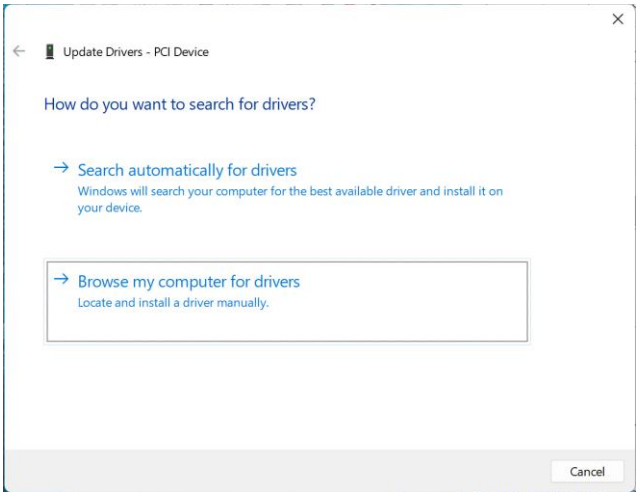 Update Drivers - PCI Device
How do you want to search for drivers?
Search automatically for drivers
Windows will search your computer for the best available driver and install it on
your device.
Browse my computer for drivers
Locate and install a driver manually.
Cancel